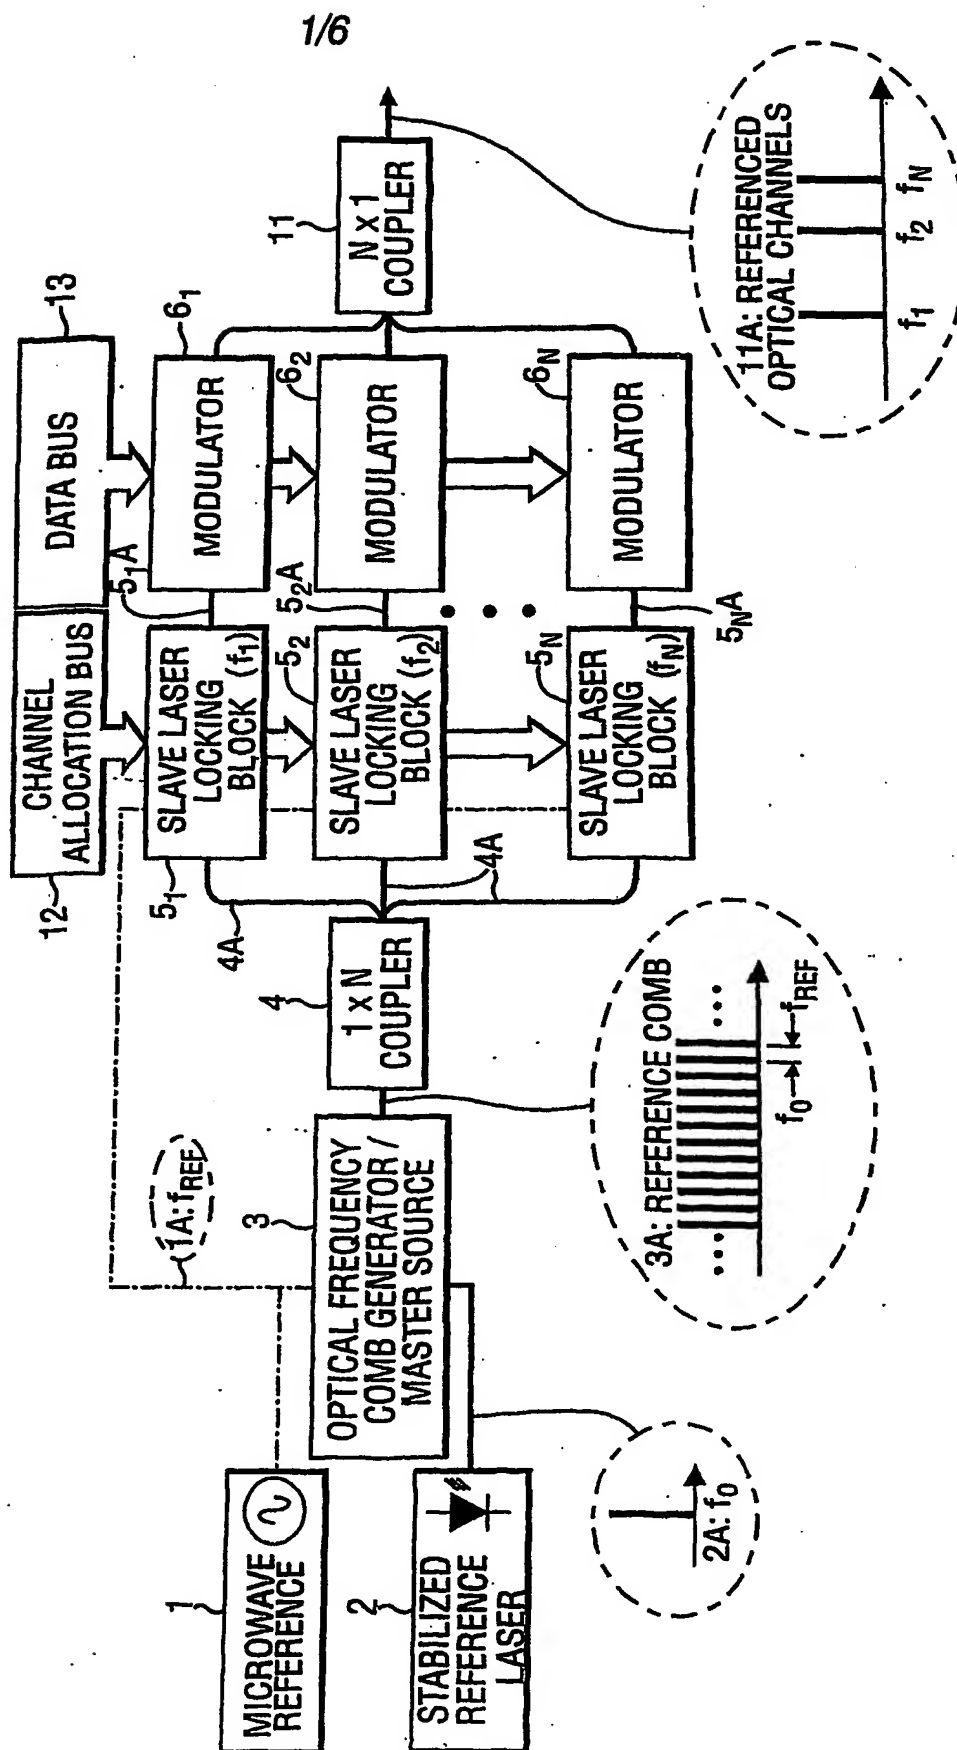 1/6
1
MICROWAVE
REFERENCE
2
STABILIZED
REFERENCE
LASER
1A: fREF
2A: f0
3
OPTICAL FREQUENCY
COMB GENERATOR /
MASTER SOURCE
3A: REFERENCE COMB
f0
fREF
4
1 x N
COUPLER
4A
4A
12
CHANNEL
ALLOCATION BUS
13
DATA BUS
51
SLAVE LASER
LOCKING
BLOCK (f1)
51A
61
MODULATOR
52
SLAVE LASER
LOCKING
BLOCK (f2)
52A
62
MODULATOR
5N
SLAVE LASER
LOCKING
BLOCK (fN)
5NA
6N
MODULATOR
11
N x 1
COUPLER
11A: REFERENCED
OPTICAL CHANNELS
f1
f2
fN